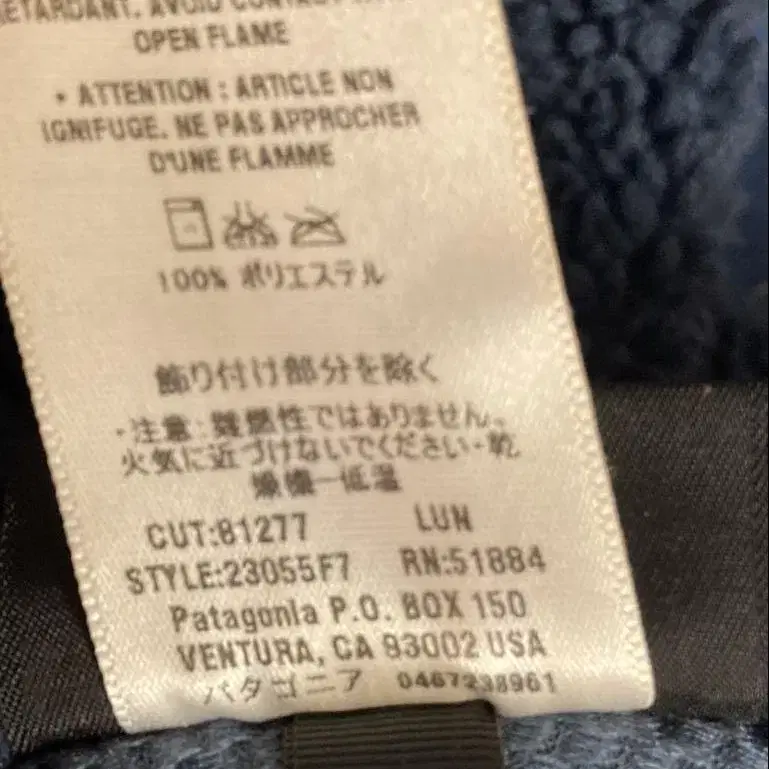 RETARDANT. AVOID CONTACT
OPEN FLAME
• ATTENTION : ARTICLE NON
IGNIFUGE. NE PAS APPROCHER
D'UNE FLAMME
100% ポリエステル
飾り付け部分を除く
・注意：難燃性ではありません。
火気に近づけないでください・乾
燥機ー低温
CUT:81277 LUN
STYLE:23055F7 RN:51884
Patagonia P.O. BOX 150
VENTURA, CA 93002 USA
パタゴニア 0467238961